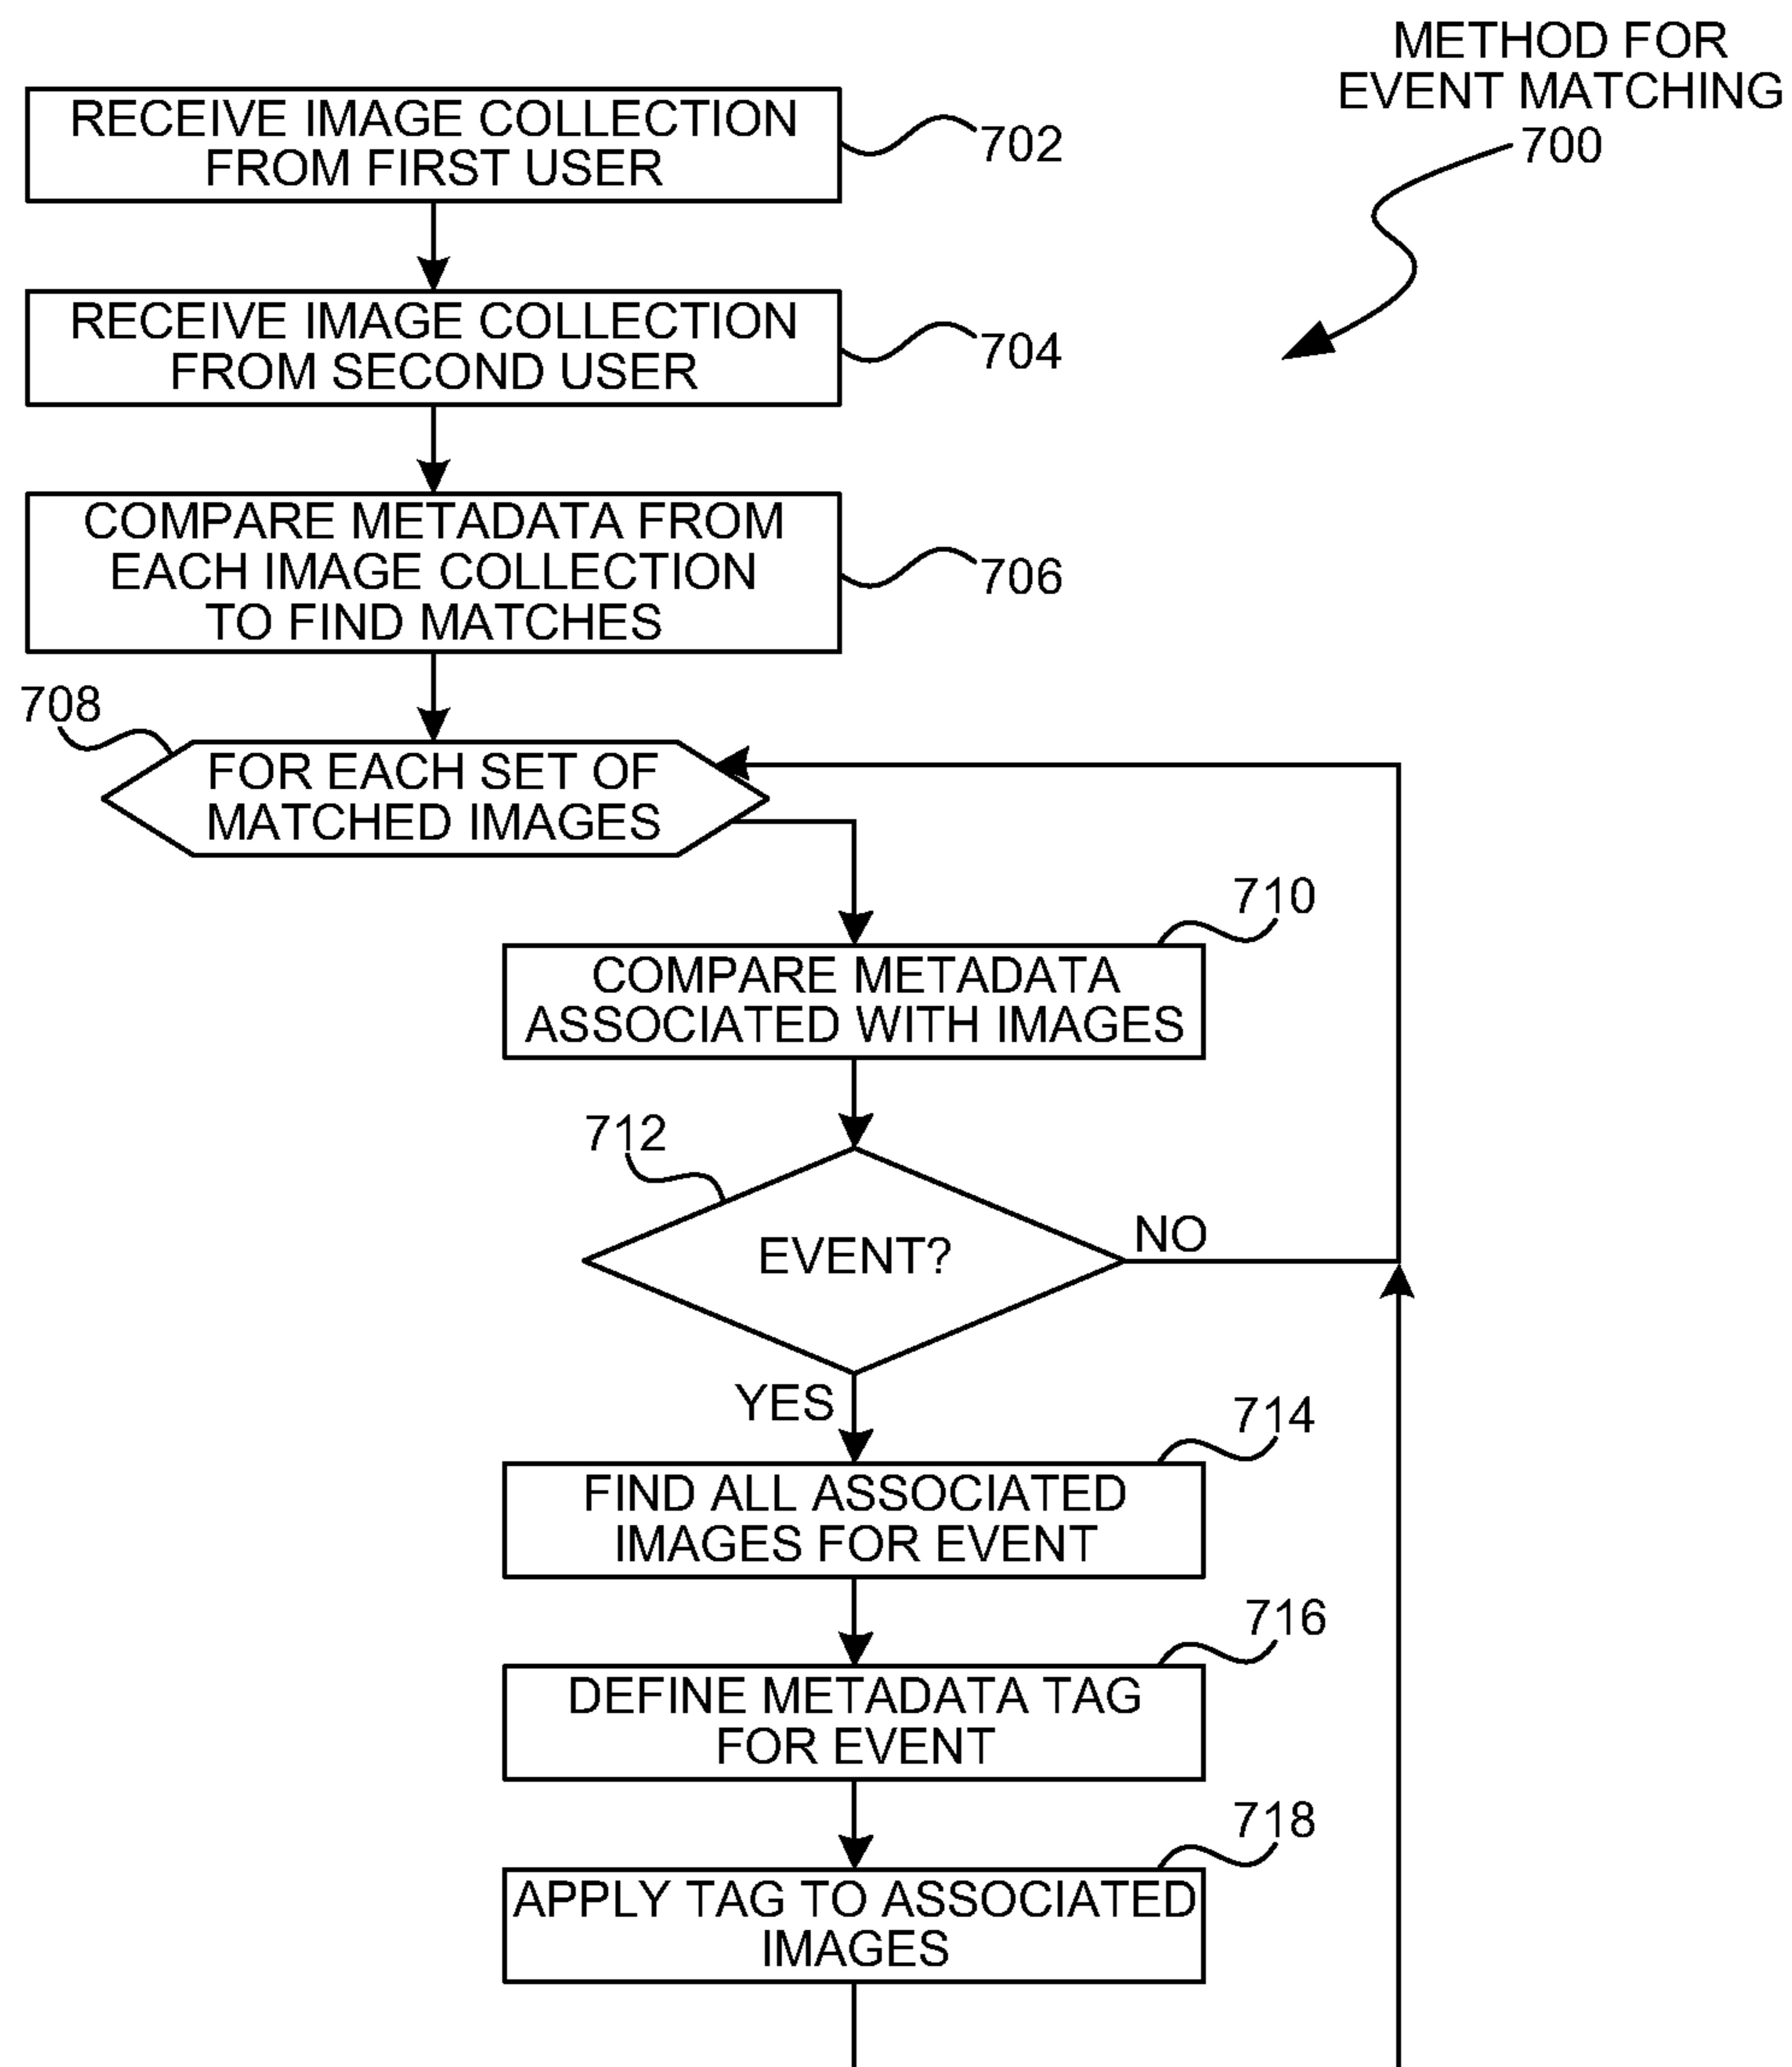 METHOD FOR
EVENT MATCHING
700
RECEIVE IMAGE COLLECTION
FROM FIRST USER
702
RECEIVE IMAGE COLLECTION
FROM SECOND USER
704
COMPARE METADATA FROM
EACH IMAGE COLLECTION
TO FIND MATCHES
706
708
FOR EACH SET OF
MATCHED IMAGES
710
COMPARE METADATA
ASSOCIATED WITH IMAGES
712
EVENT?
NO
YES
714
FIND ALL ASSOCIATED
IMAGES FOR EVENT
716
DEFINE METADATA TAG
FOR EVENT
718
APPLY TAG TO ASSOCIATED
IMAGES